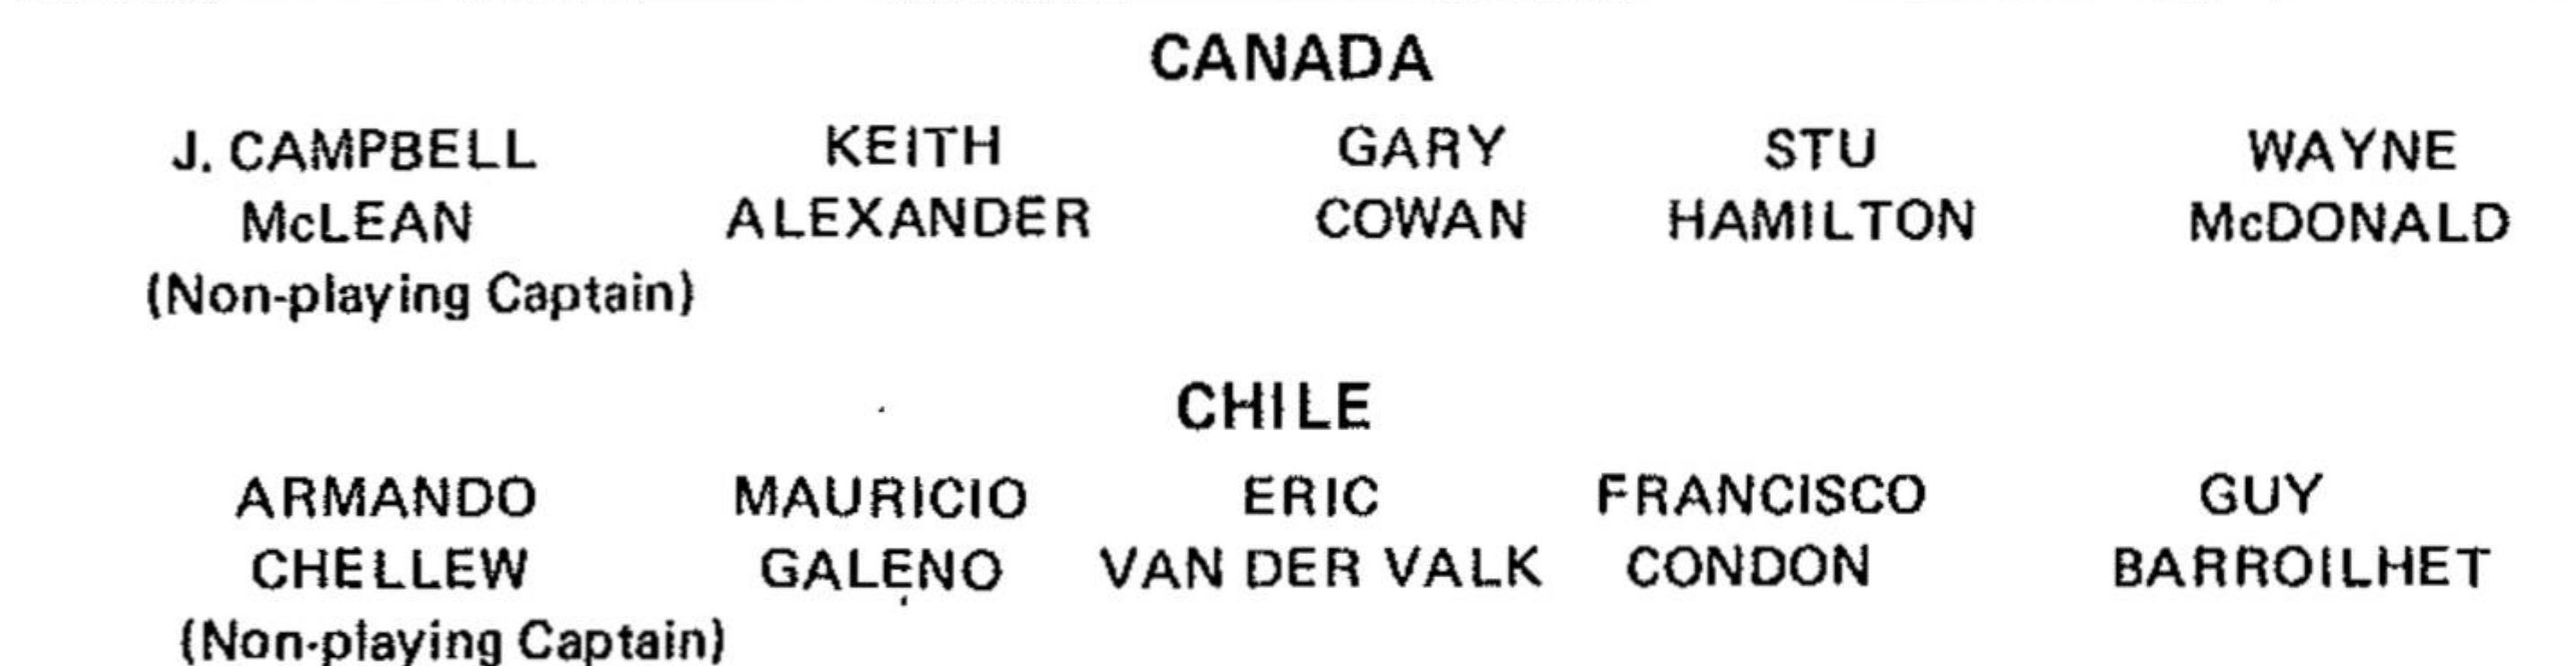 CANADA
J. CAMPBELL KEITH GARY STU WAYNE
McLEAN ALEXANDER COWAN HAMILTON McDONALD
(Non-playing Captain)
CHILE
ARMANDO MAURICIO ERIC FRANCISCO GUY
CHELLEW GALENO VAN DER VALK CONDON BARROILHET
(Non-playing Captain)